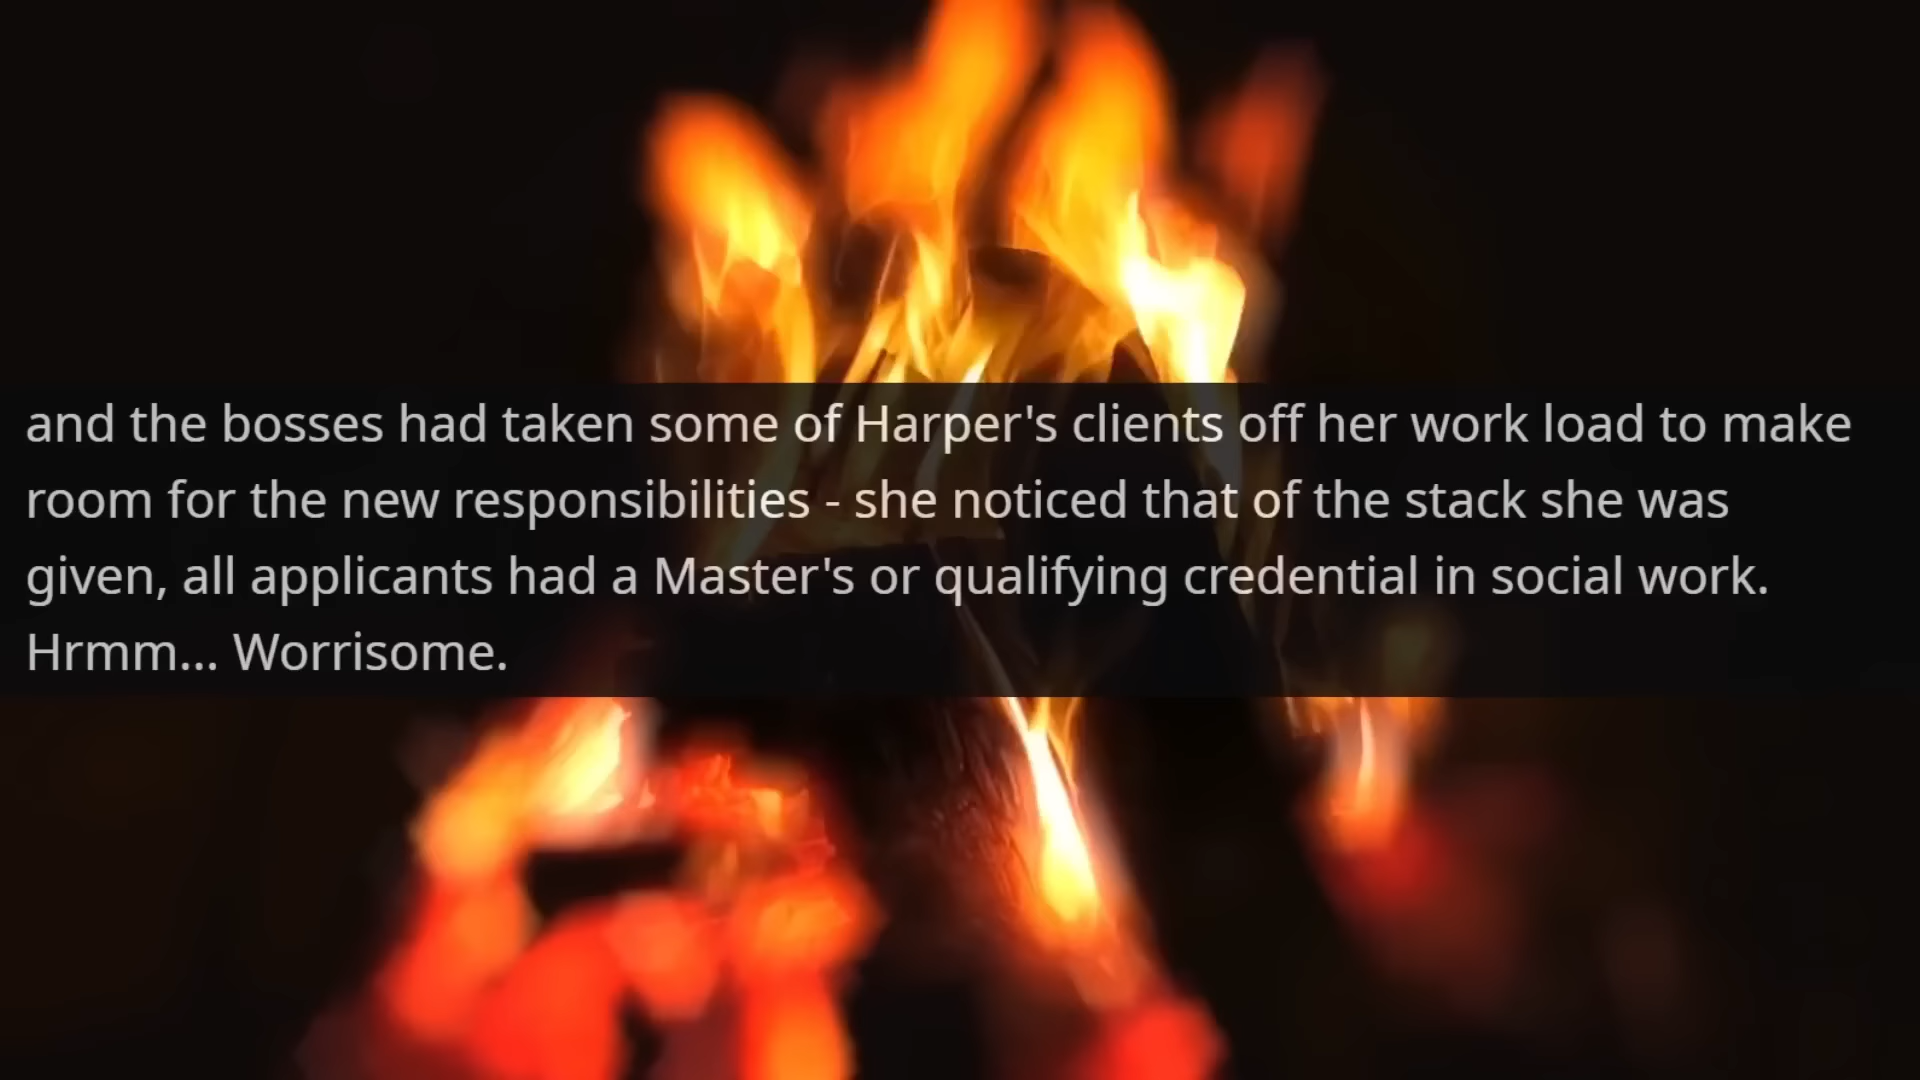 and the bosses had taken some of Harper's clients off her work load to make
room for the new responsibilities - she noticed that of the stack she was
given, all applicants had a Master's or qualifying credential in social work.
Hrmm... Worrisome.